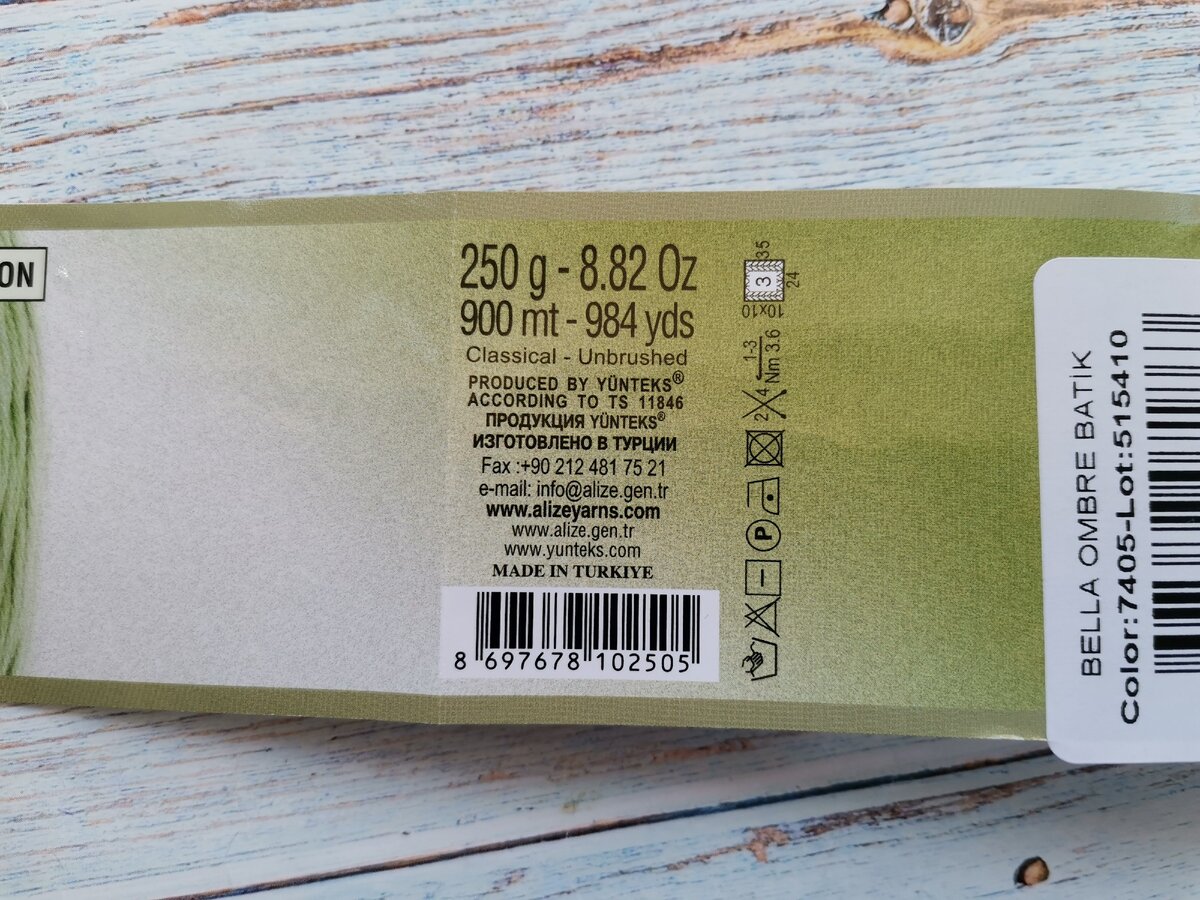 ON
250 g - 8.82 Oz
900 mt - 984 yds
Classical - Unbrushed
PRODUCED BY YÜNTEKS®
ACCORDING TO TS 11846
ПРОДУКЦИЯ YÜNTEKS®
ИЗГОТОВЛЕНО В ТУРЦИИ
Fax :+90 212 481 75 21
e-mail: info@alize.gen.tr
www.alizeyarns.com
www.alize.gen.tr
www.yunteks.com
MADE IN TURKIYE
8 697678 102505
35
3
24
10x10
1-3
Nm 3.6
2-4
P
BELLA OMBRE BATİK
Color:7405-Lot:515410